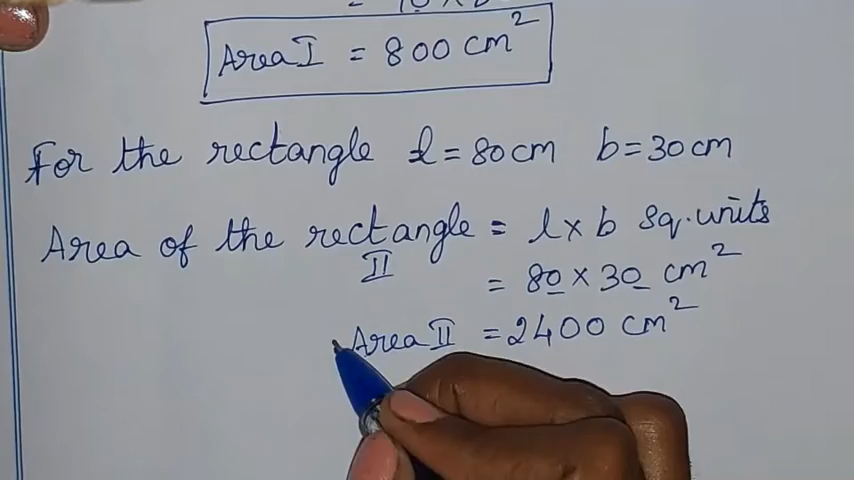 Area I = 800 cm²
For the rectangle l = 80 cm b = 30 cm
Area of the rectangle = l × b sq. units
II = 80 × 30 cm²
Area II = 2400 cm²